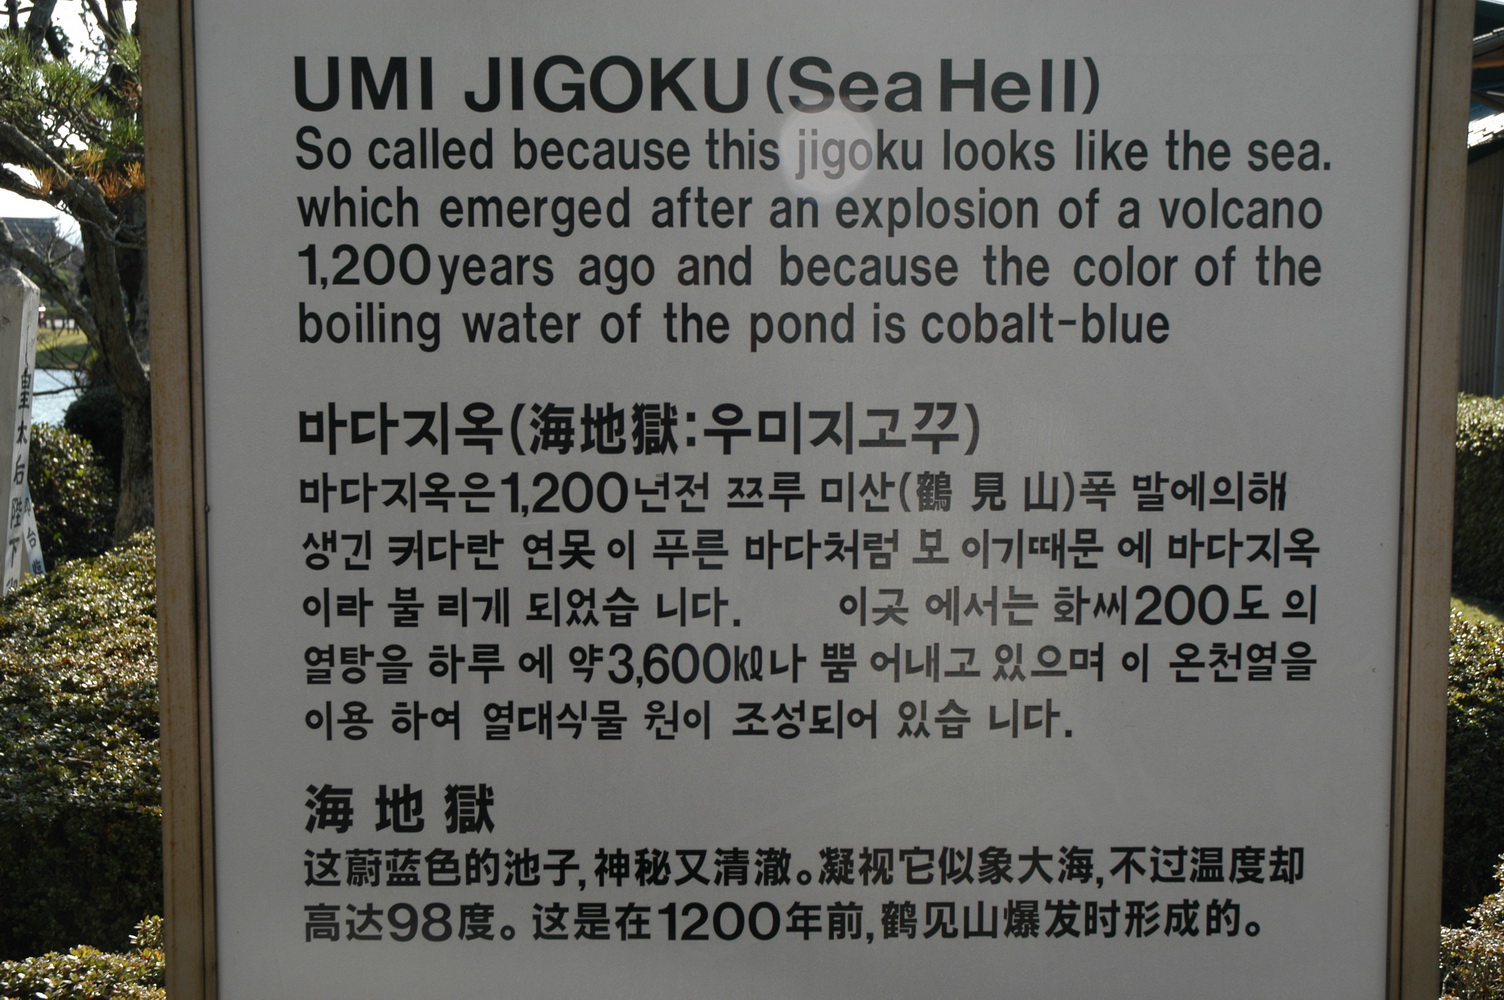 UMI JIGOKU(Sea Hell)
So called because this jigoku looks like the sea.
which emerged after an explosion of a volcano
1,200 years ago and because the color of the
boiling water of the pond is cobalt-blue
바다지옥(海地獄:우미지고꾸)
바다지옥은1,200년전 쯔루 미산(鶴 見 山)폭 발에의해
생긴 커다란 연못 이 푸른 바다처럼 보 이기때문 에 바다지옥
이라 불 리게 되었습 니다. 이곳 에서는 화씨200도 의
열탕을 하루 에 약3,600㎘나 뿜 어내고 있으며 이 온천열을
이용 하여 열대식물 원이 조성되어 있습 니다.
海 地 獄
这蔚蓝色的池子,神秘又清澈。凝视它似象大海,不过温度却
高达98度。这是在1200年前,鹤见山爆发时形成的。
皇太后陛下